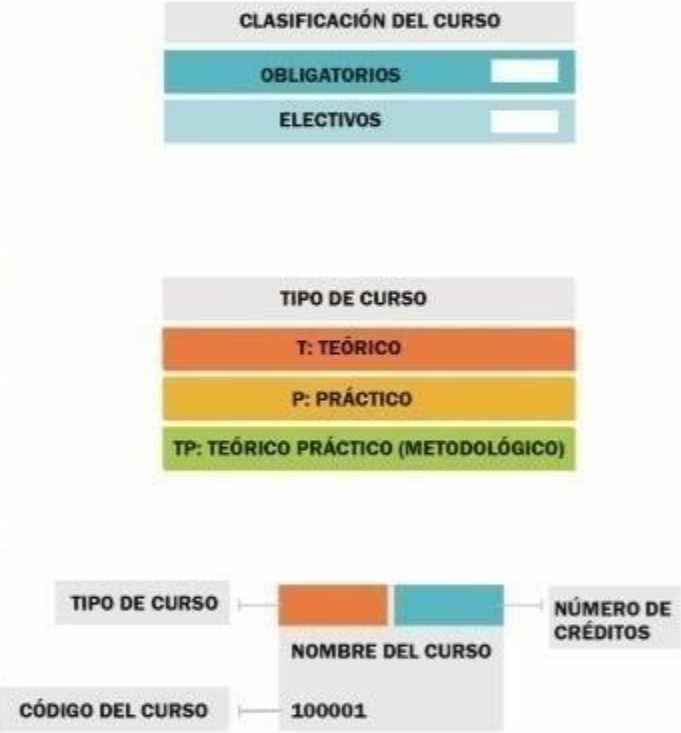 CLASIFICACIÓN DEL CURSO
OBLIGATORIOS
ELECTIVOS
TIPO DE CURSO
T: TEÓRICO
P: PRÁCTICO
TP: TEÓRICO PRÁCTICO (METODOLÓGICO)
TIPO DE CURSO
NÚMERO DE
CRÉDITOS
NOMBRE DEL CURSO
CÓDIGO DEL CURSO
100001